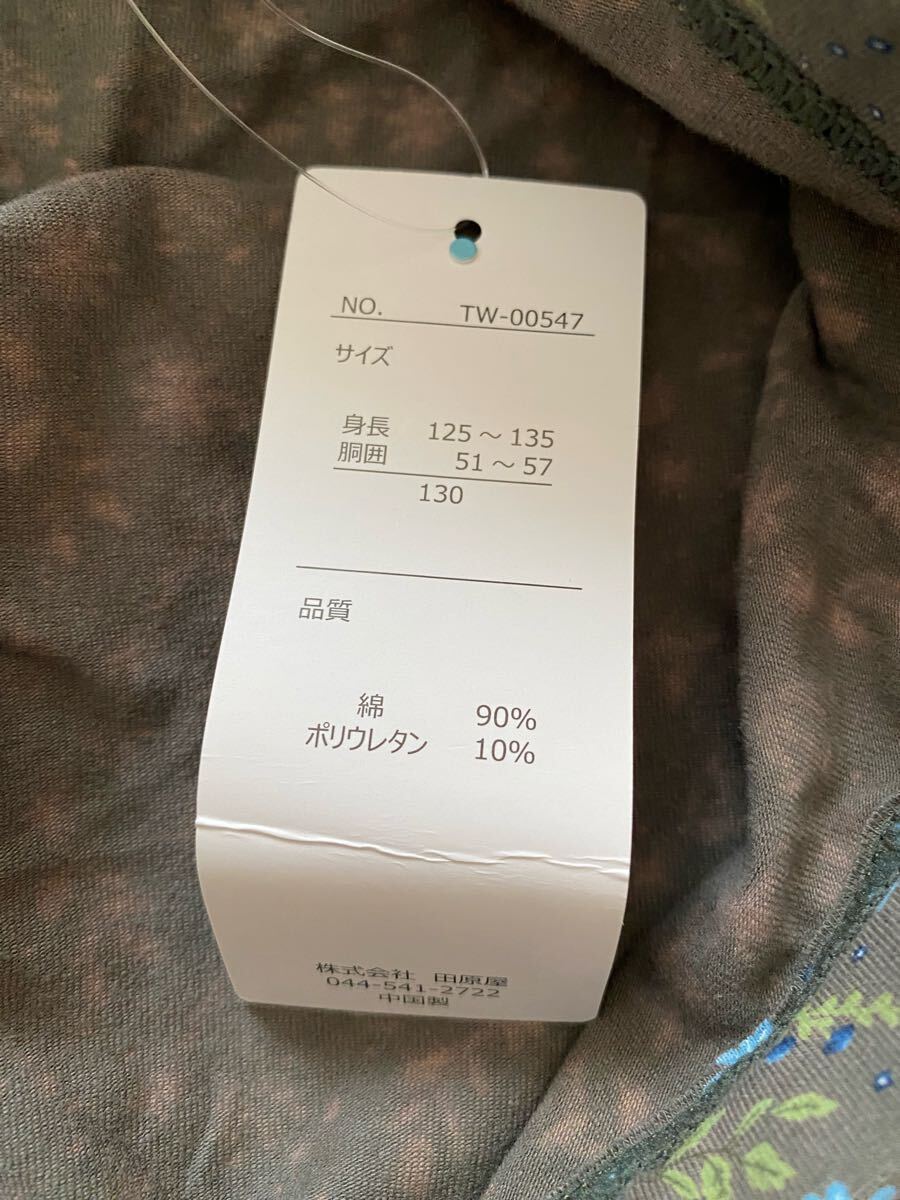 NO. TW-00547
サイズ
身長 125～135
胴囲 51～57
130
品質
綿 90%
ポリウレタン 10%
株式会社 田原屋
044-541-2722
中国製